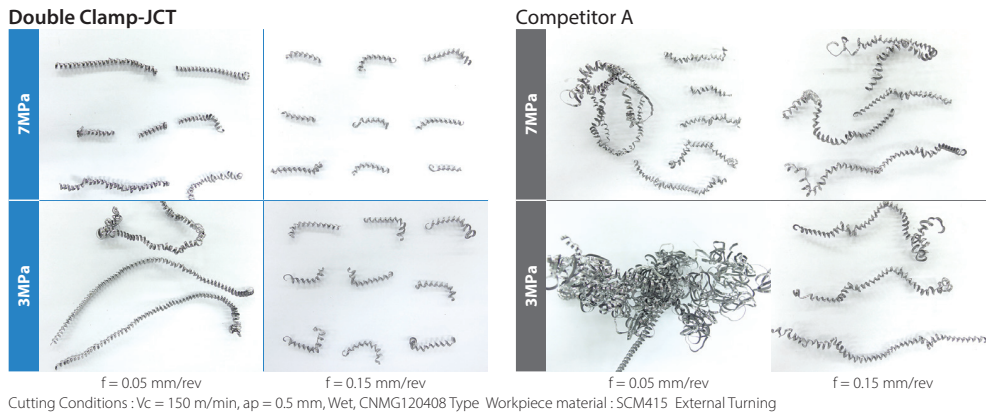 Double Clamp-JCT
Competitor A
7MPa
7MPa
3MPa
3MPa
f = 0.05 mm/rev
f = 0.15 mm/rev
f = 0.05 mm/rev
f = 0.15 mm/rev
Cutting Conditions : Vc = 150 m/min, ap = 0.5 mm, Wet, CNMG120408 Type Workpiece material : SCM415 External Turning